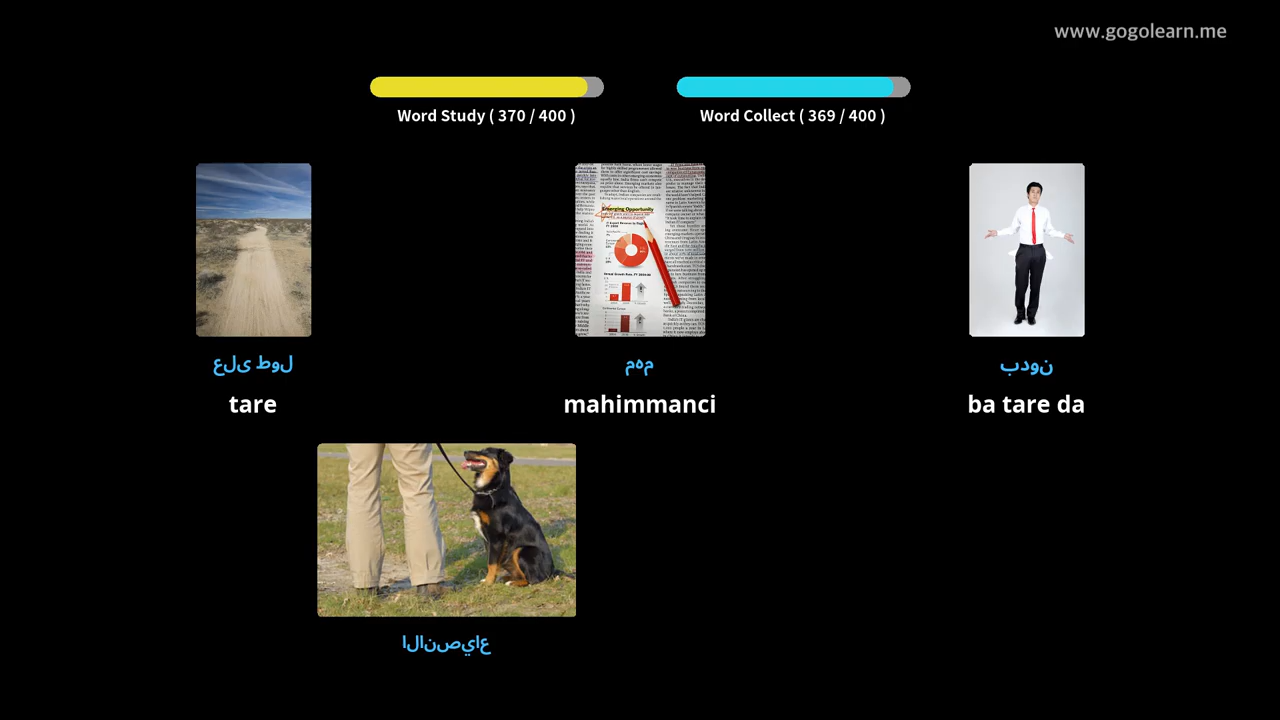 www.gogolearn.me
Word Study ( 370 / 400 )
Word Collect ( 369 / 400 )
على طول
مهم
بدون
tare
mahimmanci
ba tare da
الانصياع